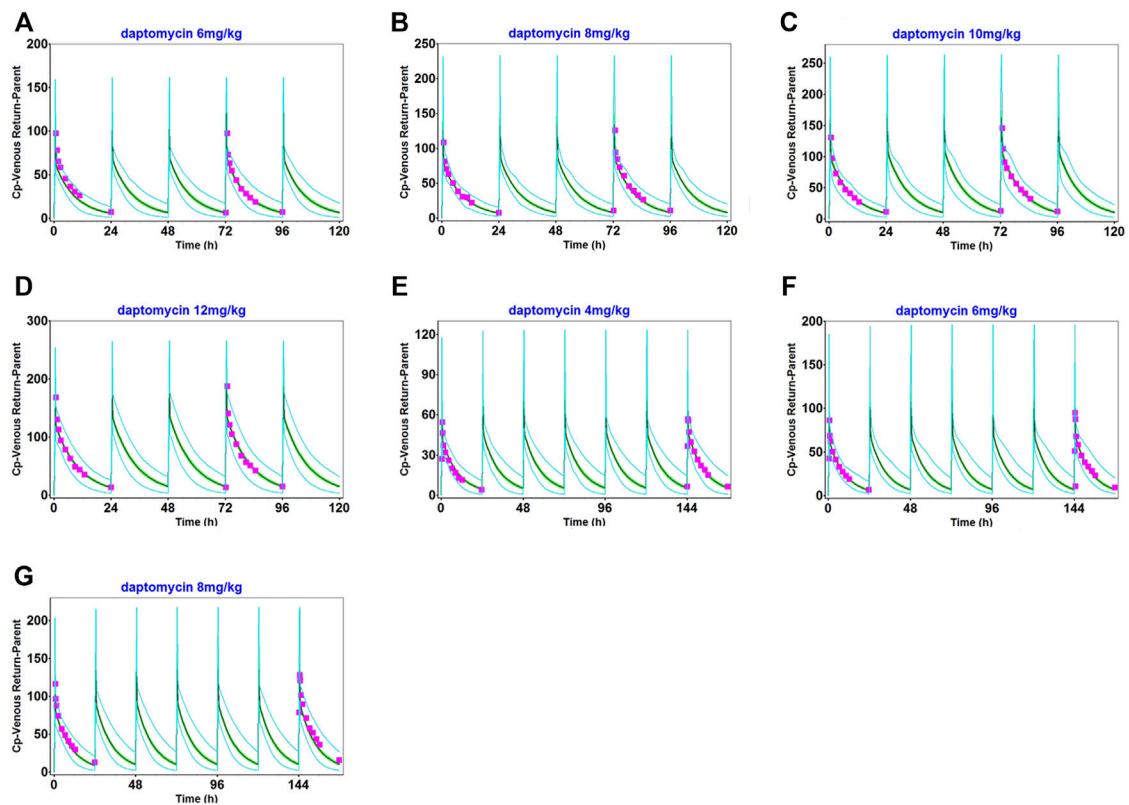 A
daptomycin 6mg/kg
Cp-Venous Return-Parent
200
150
100
50
0
0 24 48 72 96 120
Time (h)
B
daptomycin 8mg/kg
Cp-Venous Return-Parent
250
200
150
100
50
0
0 24 48 72 96 120
Time (h)
C
daptomycin 10mg/kg
Cp-Venous Return-Parent
250
200
150
100
50
0
0 24 48 72 96 120
Time (h)
D
daptomycin 12mg/kg
Cp-Venous Return-Parent
300
200
100
0
0 24 48 72 96 120
Time (h)
E
daptomycin 4mg/kg
Cp-Venous Return-Parent
120
90
60
30
0
0 48 96 144
Time (h)
F
daptomycin 6mg/kg
Cp-Venous Return-Parent
200
150
100
50
0
0 48 96 144
Time (h)
G
daptomycin 8mg/kg
Cp-Venous Return-Parent
200
150
100
50
0
0 48 96 144
Time (h)